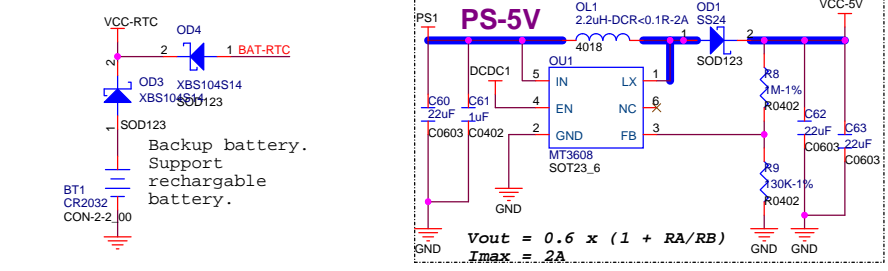 VCC-RTC
OD4
2
1
BAT-RTC
2
OD3
XBS104S14
XBS104S14
SOD123
1
SOD123
Backup battery.
Support
rechargable
battery.
BT1
CR2032
CON-2-2_00
PS1
PS-5V
OL1
2.2uH-DCR<0.1R-2A
4018
1
OD1
SS24
2
SOD123
VCC-5V
DCDC1
OU1
5
IN
LX
1
4
EN
NC
6
2
GND
FB
3
MT3608
SOT23_6
C60
22uF
C0603
C61
1uF
C0402
R8
1M-1%
R0402
C62
22uF
C0603
C63
22uF
C0603
R9
130K-1%
R0402
GND
GND
GND
GND
Vout = 0.6 x (1 + RA/RB)
Imax = 2A